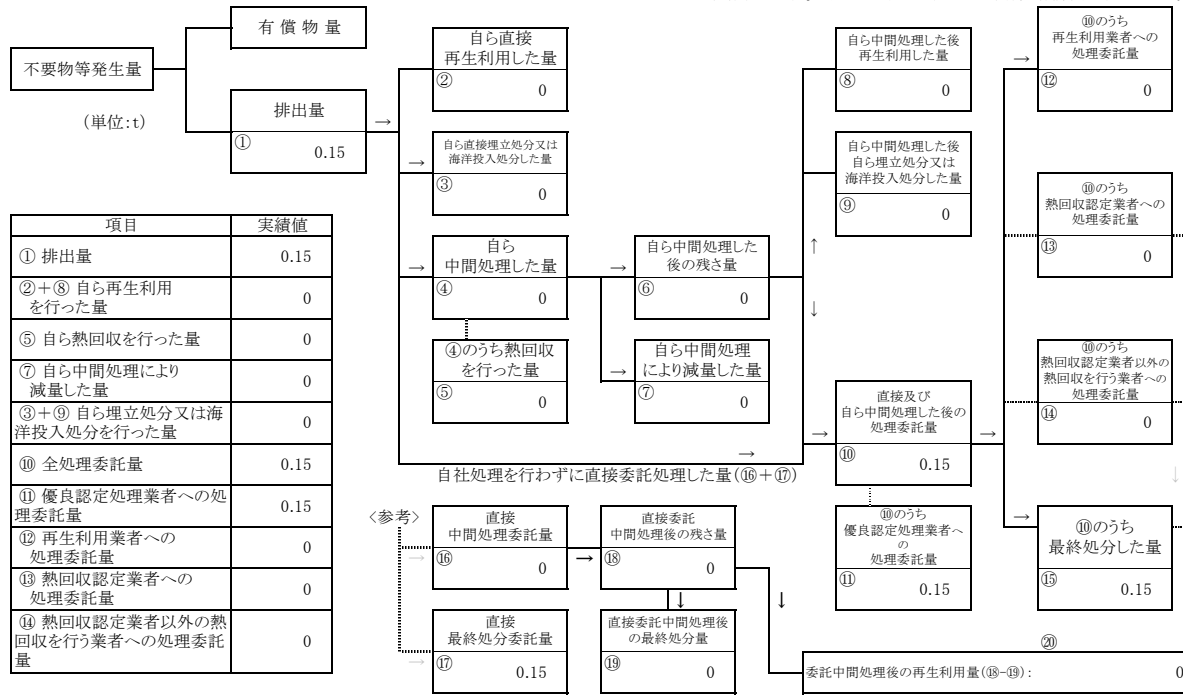 有 償 物 量
不要物等発生量
(単位:t)
排出量
①
0.15
自ら直接
再生利用した量
②
0
自ら直接埋立処分又は
海洋投入処分した量
③
0
自ら
中間処理した量
④
0
④のうち熱回収
を行った量
⑤
0
自ら中間処理した
後の残さ量
⑥
0
自ら中間処理
により減量した量
⑦
0
自ら中間処理した後
再生利用した量
⑧
0
自ら中間処理した後
自ら埋立処分又は
海洋投入処分した量
⑨
0
直接及び
自ら中間処理した後の
処理委託量
⑩
0.15
⑩のうち
優良認定処理業者へ
の
処理委託量
⑪
0.15
⑩のうち
再生利用業者への
処理委託量
⑫
0
⑩のうち
熱回収認定業者への
処理委託量
⑬
0
⑩のうち
熱回収認定業者以外の
熱回収を行う業者への
処理委託量
⑭
0
⑩のうち
最終処分した量
⑮
0.15
自社処理を行わずに直接委託処理した量(⑯+⑰)
<参考>
直接
中間処理委託量
⑯
0
直接
最終処分委託量
⑰
0.15
直接委託
中間処理後の残さ量
⑱
0
直接委託中間処理後
の最終処分量
⑲
0
⑳
委託中間処理後の再生利用量(⑱-⑲): 0
項目 実績値
① 排出量 0.15
②+⑧ 自ら再生利用
を行った量 0
⑤ 自ら熱回収を行った量 0
⑦ 自ら中間処理により
減量した量 0
③+⑨ 自ら埋立処分又は海
洋投入処分を行った量 0
⑩ 全処理委託量 0.15
⑪ 優良認定処理業者への処
理委託量 0.15
⑫ 再生利用業者への
処理委託量 0
⑬ 熱回収認定業者への
処理委託量 0
⑭ 熱回収認定業者以外の熱
回収を行う業者への処理委託
量 0